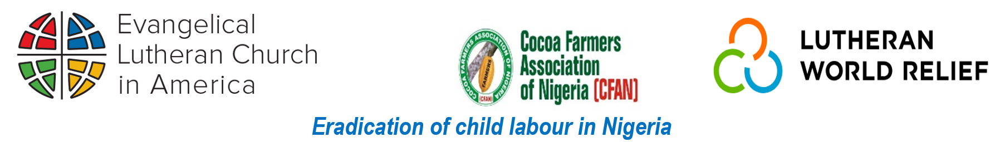 Evangelical
Lutheran Church
in America
COCOA FARMERS ASSOCIATION OF NIGERIA
FARMERS
(CFAN)
Cocoa Farmers
Association
of Nigeria (CFAN)
LUTHERAN
WORLD RELIEF
Eradication of child labour in Nigeria